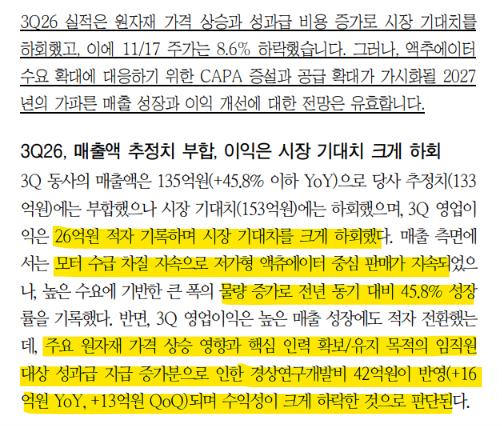 3Q26 실적은 원자재 가격 상승과 성과급 비용 증가로 시장 기대치를
하회했고, 이에 11/17 주가는 8.6% 하락했습니다. 그러나, 액추에이터
수요 확대에 대응하기 위한 CAPA 증설과 공급 확대가 가시화될 2027
년의 가파른 매출 성장과 이익 개선에 대한 전망은 유효합니다.
3Q26, 매출액 추정치 부합, 이익은 시장 기대치 크게 하회
3Q 동사의 매출액은 135억원(+45.8% 이하 YoY)으로 당사 추정치(133
억원)에는 부합했으나 시장 기대치(153억원)에는 하회했으며, 3Q 영업이
익은 26억원 적자 기록하며 시장 기대치를 크게 하회했다. 매출 측면에
서는 모터 수급 차질 지속으로 저가형 액츄에이터 중심 판매가 지속되었으
나, 높은 수요에 기반한 큰 폭의 물량 증가로 전년 동기 대비 45.8% 성장
률을 기록했다. 반면, 3Q 영업이익은 높은 매출 성장에도 적자 전환했는
데, 주요 원자재 가격 상승 영향과 핵심 인력 확보/유지 목적의 임직원
대상 성과급 지급 증가분으로 인한 경상연구개발비 42억원이 반영(+16
억원 YoY, +13억원 QoQ)되며 수익성이 크게 하락한 것으로 판단된다.